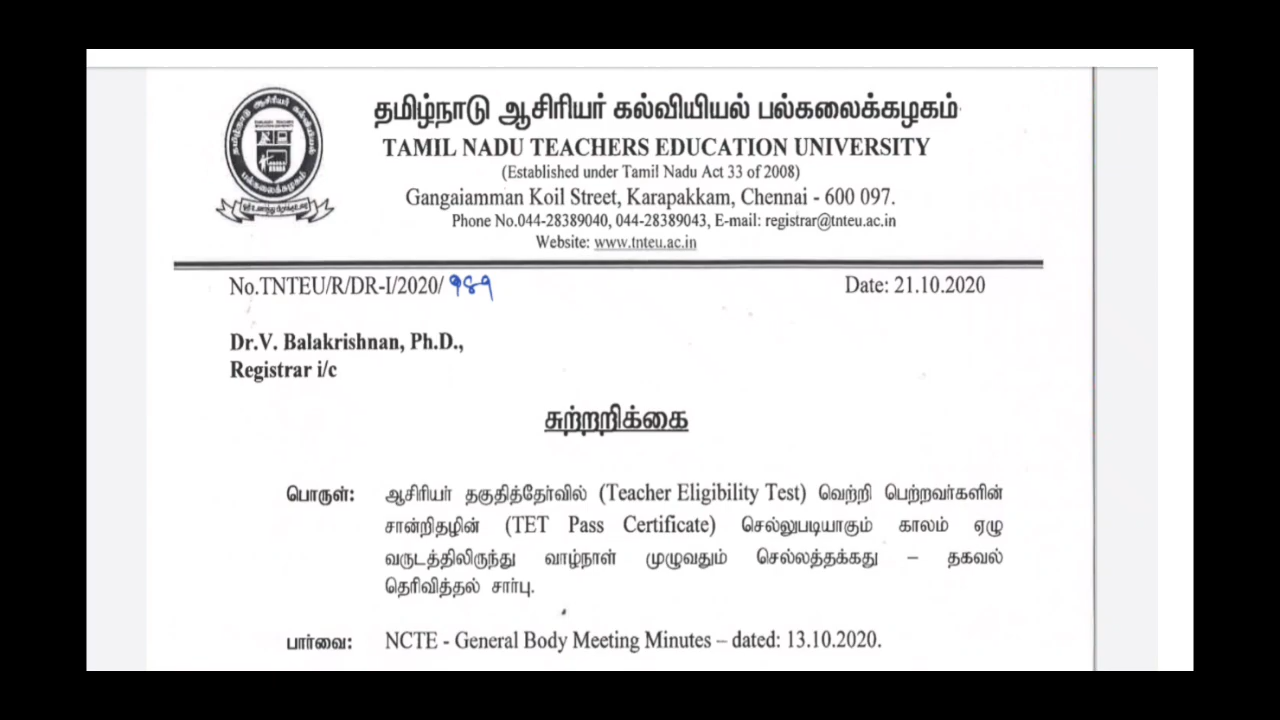 தமிழ்நாடு ஆசிரியர் கல்வியியல் பல்கலைக்கழகம்
TAMIL NADU TEACHERS EDUCATION UNIVERSITY
(Established under Tamil Nadu Act 33 of 2008)
Gangaiamman Koil Street, Karapakkam, Chennai - 600 097.
Phone No.044-28389040, 044-28389043, E-mail: registrar@tnteu.ac.in
Website: www.tnteu.ac.in
No.TNTEU/R/DR-I/2020/ 989 Date: 21.10.2020
Dr.V. Balakrishnan, Ph.D.,
Registrar i/c
சுற்றறிக்கை
பொருள்: ஆசிரியர் தகுதித்தேர்வில் (Teacher Eligibility Test) வெற்றி பெற்றவர்களின்
சான்றிதழின் (TET Pass Certificate) செல்லுபடியாகும் காலம் ஏழு
வருடத்திலிருந்து வாழ்நாள் முழுவதும் செல்லத்தக்கது – தகவல்
தெரிவித்தல் சார்பு.
பார்வை: NCTE - General Body Meeting Minutes – dated: 13.10.2020.